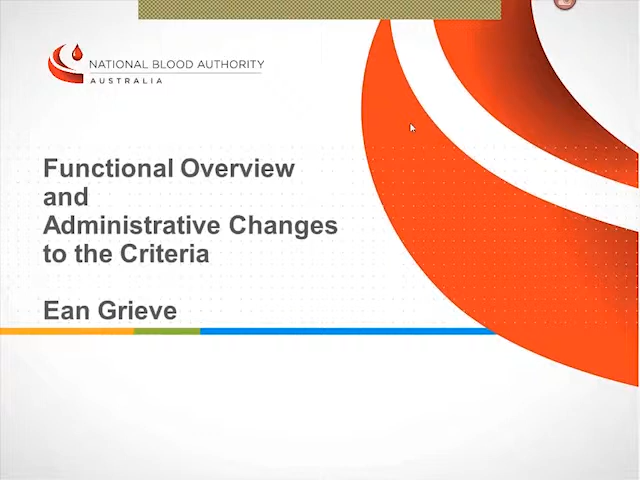 NATIONAL BLOOD AUTHORITY
AUSTRALIA
Functional Overview
and
Administrative Changes
to the Criteria
Ean Grieve